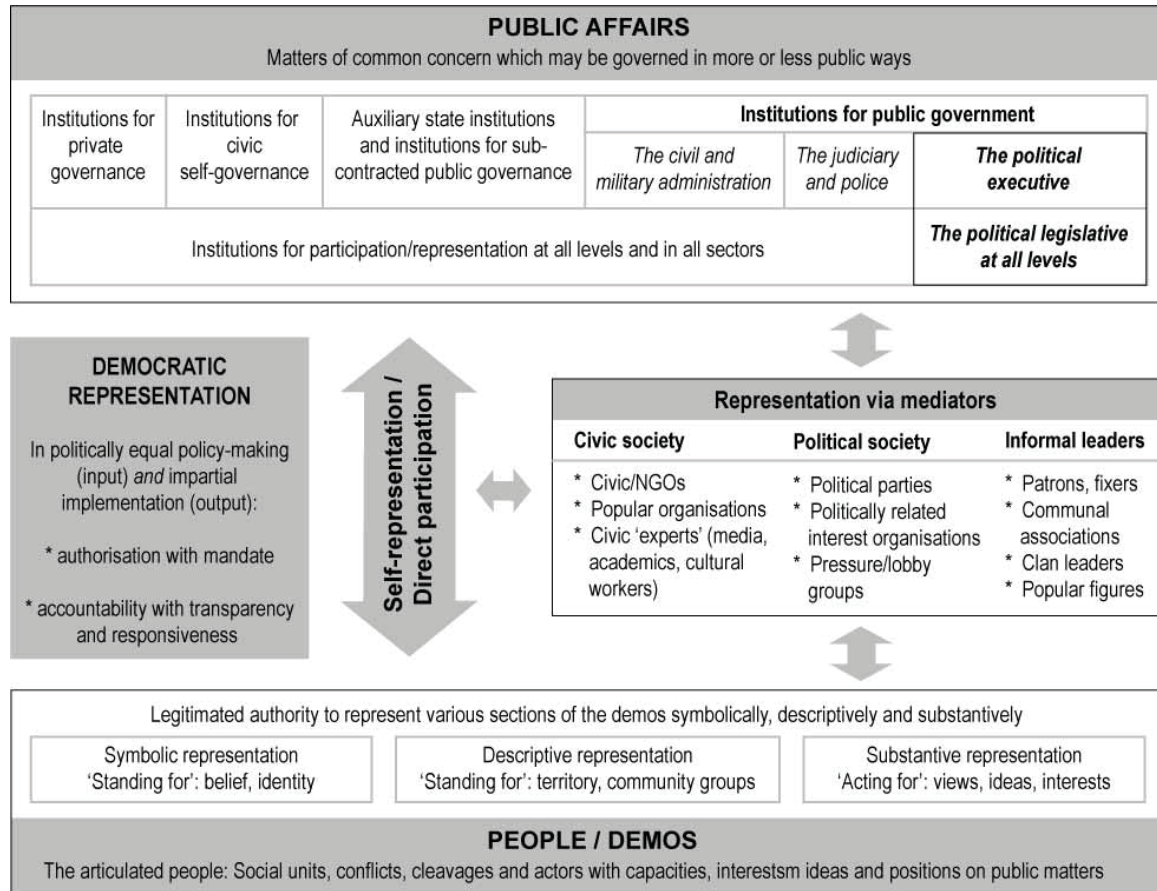 PUBLIC AFFAIRS
Matters of common concern which may be governed in more or less public ways
Institutions for
private
governance
Institutions for
civic
self-governance
Auxiliary state institutions
and institutions for sub-
contracted public governance
Institutions for public government
The civil and
military administration
The judiciary
and police
The political
executive
Institutions for participation/representation at all levels and in all sectors
The political legislative
at all levels
DEMOCRATIC
REPRESENTATION
In politically equal policy-making
(input) and impartial
implementation (output):
* authorisation with mandate
* accountability with transparency
and responsiveness
Self-representation /
Direct participation
Representation via mediators
Civic society
* Civic/NGOs
* Popular organisations
* Civic ‘experts’ (media,
academics, cultural
workers)
Political society
* Political parties
* Politically related
interest organisations
* Pressure/lobby
groups
Informal leaders
* Patrons, fixers
* Communal
associations
* Clan leaders
* Popular figures
Legitimated authority to represent various sections of the demos symbolically, descriptively and substantively
Symbolic representation
‘Standing for’: belief, identity
Descriptive representation
‘Standing for’: territory, community groups
Substantive representation
‘Acting for’: views, ideas, interests
PEOPLE / DEMOS
The articulated people: Social units, conflicts, cleavages and actors with capacities, interestsm ideas and positions on public matters